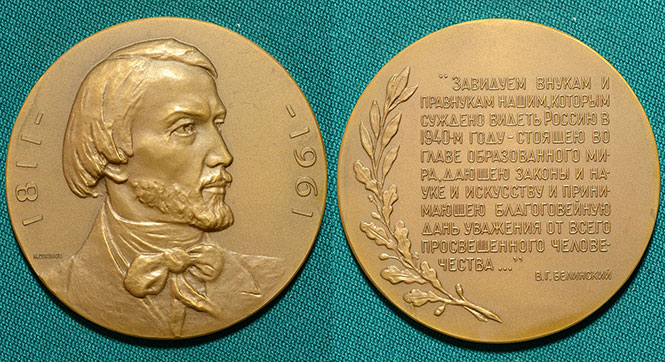 1811-
-1961
"ЗАВИДУЕМ ВНУКАМ И
ПРАВНУКАМ НАШИМ,КОТОРЫМ
СУЖДЕНО ВИДЕТЬ РОССИЮ В
1940-М ГОДУ-СТОЯЩЕЮ ВО
ГЛАВЕ ОБРАЗОВАННОГО МИ-
РА, ДАЮЩЕЮ ЗАКОНЫ И НА-
УКЕ И ИСКУССТВУ И ПРИНИ-
МАЮЩЕЮ БЛАГОГОВЕЙНУЮ
ДАНЬ УВАЖЕНИЯ ОТ ВСЕГО
ПРОСВЕЩЕННОГО ЧЕЛОВЕ-
ЧЕСТВА..."
В.Г. БЕЛИНСКИЙ